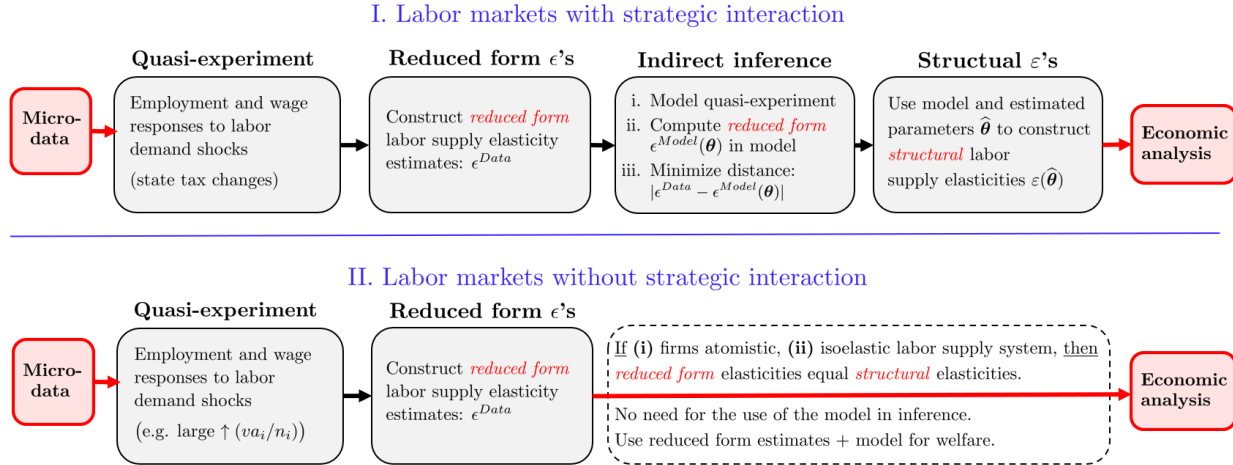 I. Labor markets with strategic interaction
Quasi-experiment
Reduced form ϵ's
Indirect inference
Structual ε's
Micro-
data
Employment and wage
responses to labor
demand shocks
(state tax changes)
Construct reduced form
labor supply elasticity
estimates: ϵ^{Data}
i. Model quasi-experiment
ii. Compute reduced form
ϵ^{Model}(θ) in model
iii. Minimize distance:
|ϵ^{Data} − ϵ^{Model}(θ)|
Use model and estimated
parameters θ̂ to construct
structural labor
supply elasticities ε(θ̂)
Economic
analysis
II. Labor markets without strategic interaction
Quasi-experiment
Reduced form ϵ's
Micro-
data
Employment and wage
responses to labor
demand shocks
(e.g. large ↑ (va_i/n_i))
Construct reduced form
labor supply elasticity
estimates: ϵ^{Data}
If (i) firms atomistic, (ii) isoelastic labor supply system, then
reduced form elasticities equal structural elasticities.
No need for the use of the model in inference.
Use reduced form estimates + model for welfare.
Economic
analysis